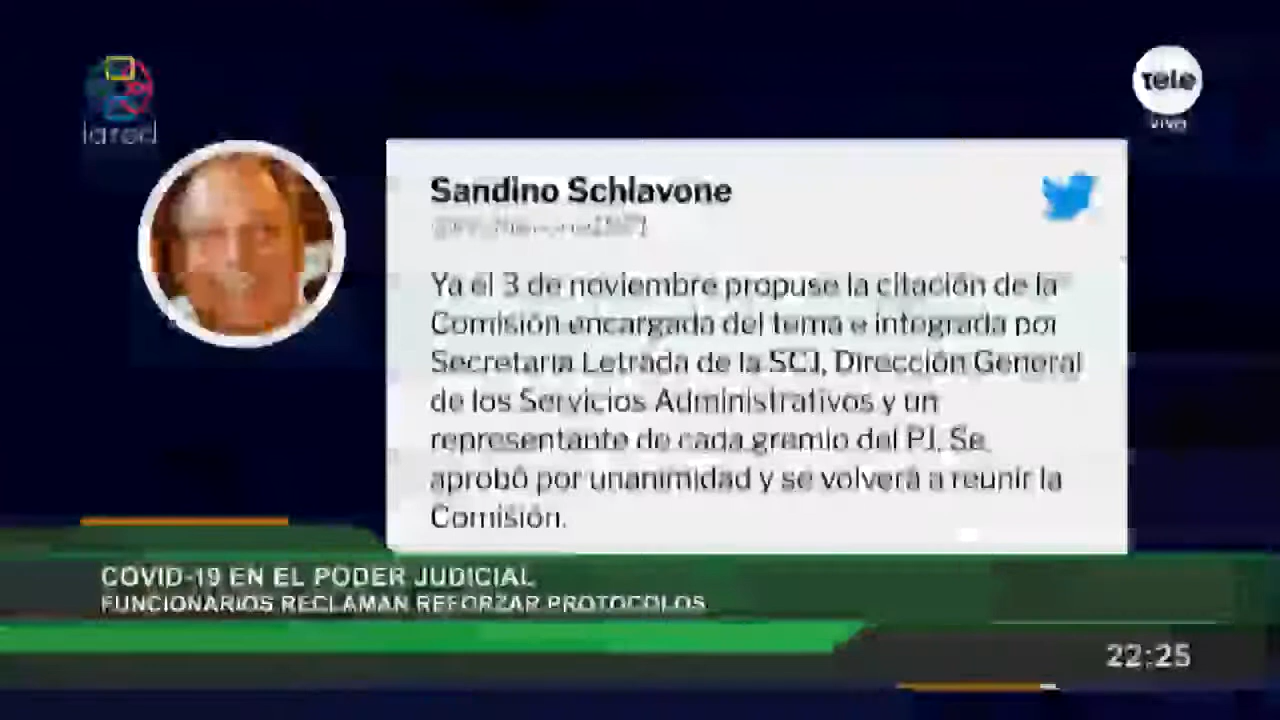 la red
tele
vivo
Sandino Schiavone
Ya el 3 de noviembre propuse la citación de la
Comisión encargada del tema e integrada por
Secretaría Letrada de la SCJ, Dirección General
de los Servicios Administrativos y un
representante de cada gremio del PJ. Se
aprobó por unanimidad y se volverá a reunir la
Comisión.
COVID-19 EN EL PODER JUDICIAL
FUNCIONARIOS RECLAMAN REFORZAR PROTOCOLOS
22:25